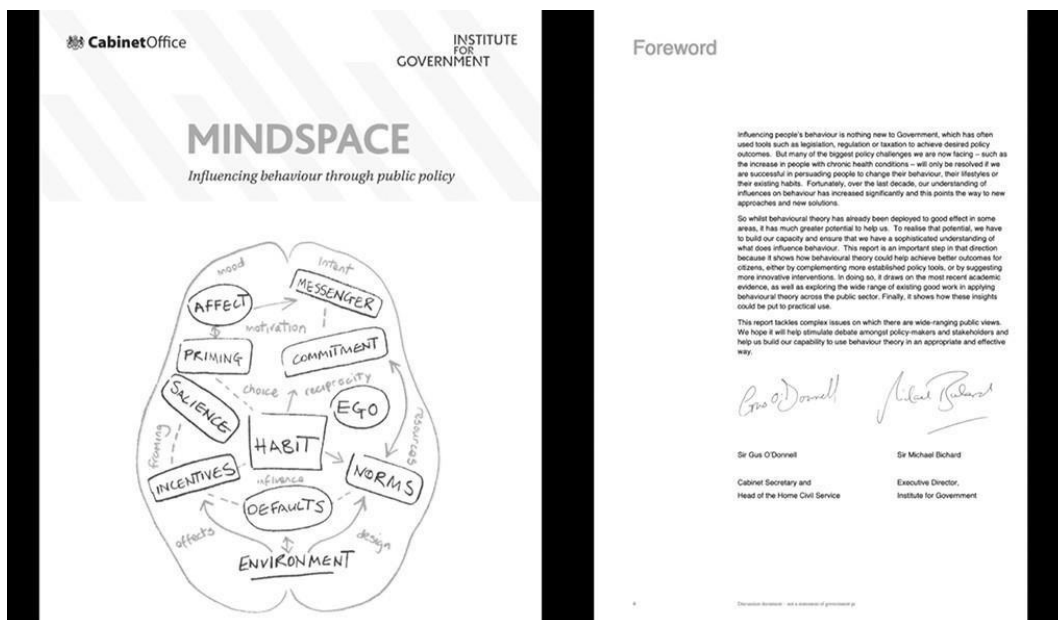 CabinetOffice
INSTITUTE
FOR
GOVERNMENT
MINDSPACE
Influencing behaviour through public policy
mood
intent
AFFECT
MESSENGER
motivation
PRIMING
COMMITMENT
choice
reciprocity
SALIENCE
EGO
resources
framing
HABIT
INCENTIVES
influence
NORMS
DEFAULTS
affects
design
ENVIRONMENT
Foreword
Influencing people's behaviour is nothing new to Government, which has often
used tools such as legislation, regulation or taxation to achieve desired policy
outcomes. But many of the biggest policy challenges we are now facing – such as
the increase in people with chronic health conditions – will only be resolved if we
are successful in persuading people to change their behaviour, their lifestyles or
their existing habits. Fortunately, over the last decade, our understanding of
influences on behaviour has increased significantly and this points the way to new
approaches and new solutions.
So whilst behavioural theory has already been deployed to good effect in some
areas, it has much greater potential to help us. To realise that potential, we have
to build our capacity and ensure that we have a sophisticated understanding of
what does influence behaviour. This report is an important step in that direction
because it shows how behavioural theory could help achieve better outcomes for
citizens, either by complementing more established policy tools, or by suggesting
more innovative interventions. In doing so, it draws on the most recent academic
evidence, as well as exploring the wide range of existing good work in applying
behavioural theory across the public sector. Finally, it shows how these insights
could be put to practical use.
This report tackles complex issues on which there are wide-ranging public views.
We hope it will help stimulate debate amongst policy-makers and stakeholders and
help us build our capability to use behaviour theory in an appropriate and effective
way.
Gus O'Donnell
Sir Gus O'Donnell
Sir Michael Bichard
Cabinet Secretary and
Head of the Home Civil Service
Executive Director,
Institute for Government
Discussion document – not a statement of government